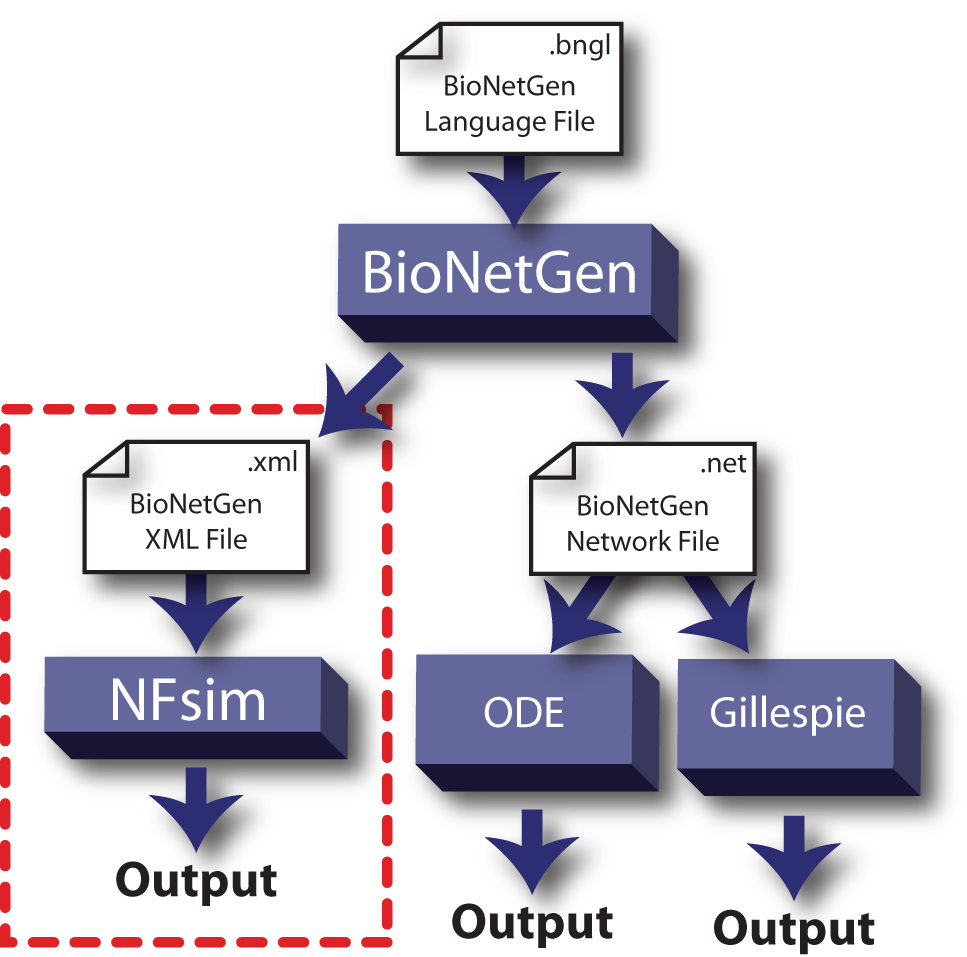 .bngl
BioNetGen
Language File
BioNetGen
.xml
BioNetGen
XML File
.net
BioNetGen
Network File
NFsim
ODE
Gillespie
Output
Output
Output